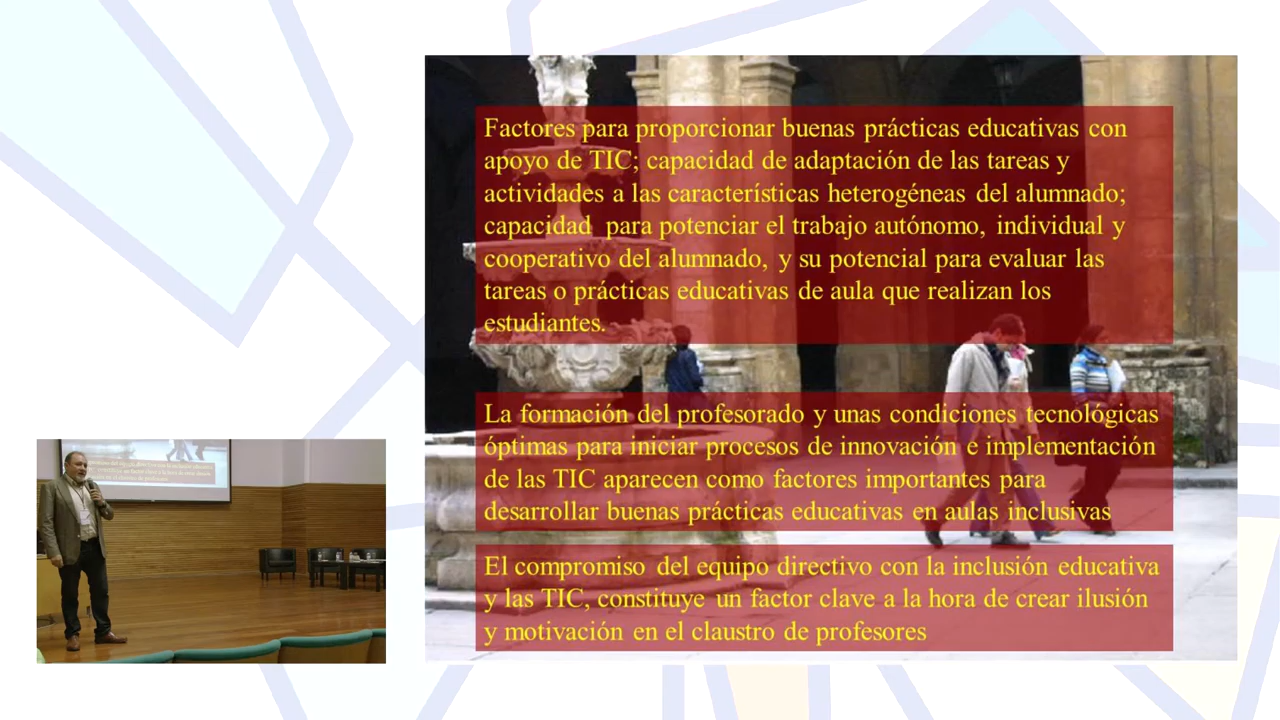 Factores para proporcionar buenas prácticas educativas con
apoyo de TIC; capacidad de adaptación de las tareas y
actividades a las características heterogéneas del alumnado;
capacidad para potenciar el trabajo autónomo, individual y
cooperativo del alumnado, y su potencial para evaluar las
tareas o prácticas educativas de aula que realizan los
estudiantes.
La formación del profesorado y unas condiciones tecnológicas
óptimas para iniciar procesos de innovación e implementación
de las TIC aparecen como factores importantes para
desarrollar buenas prácticas educativas en aulas inclusivas
El compromiso del equipo directivo con la inclusión educativa
y las TIC, constituye un factor clave a la hora de crear ilusión
y motivación en el claustro de profesores